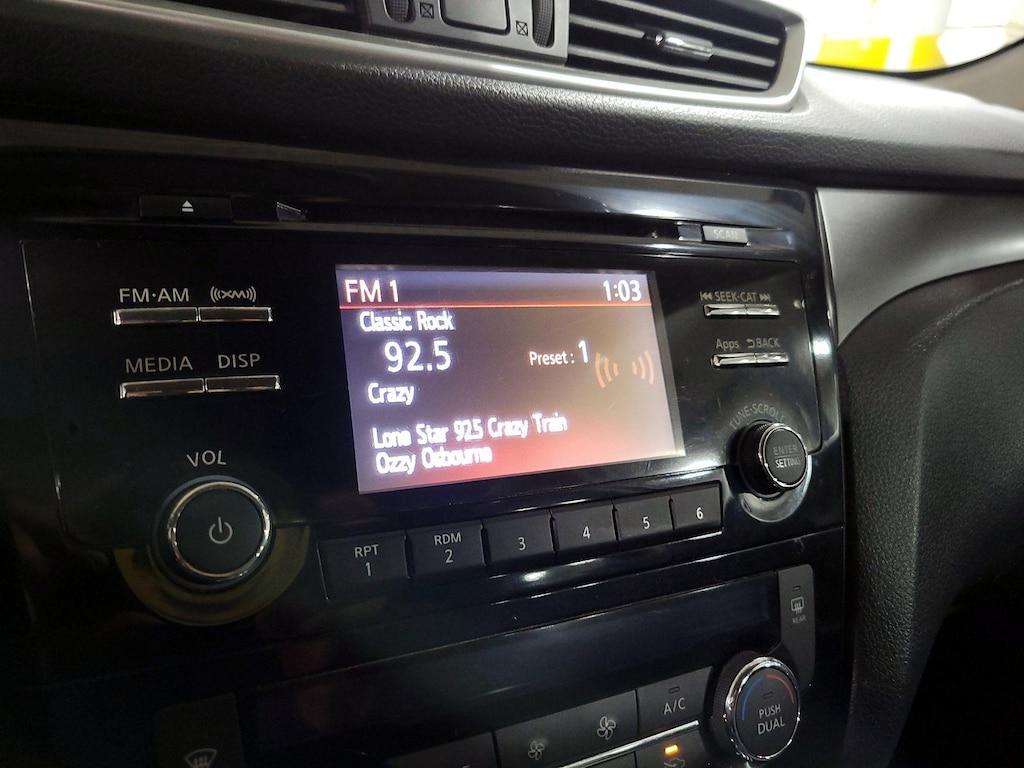 SCAN
FM·AM
((XM))
SEEK·CAT
Apps
BACK
MEDIA
DISP
FM 1
1:03
Classic Rock
92.5
Preset : 1
Crazy
Lone Star 92.5 Crazy Train
Ozzy Osbourne
TUNE·SCROLL
ENTER
SETTING
VOL
RPT
1
RDM
2
3
4
5
6
REAR
A/C
PUSH
DUAL